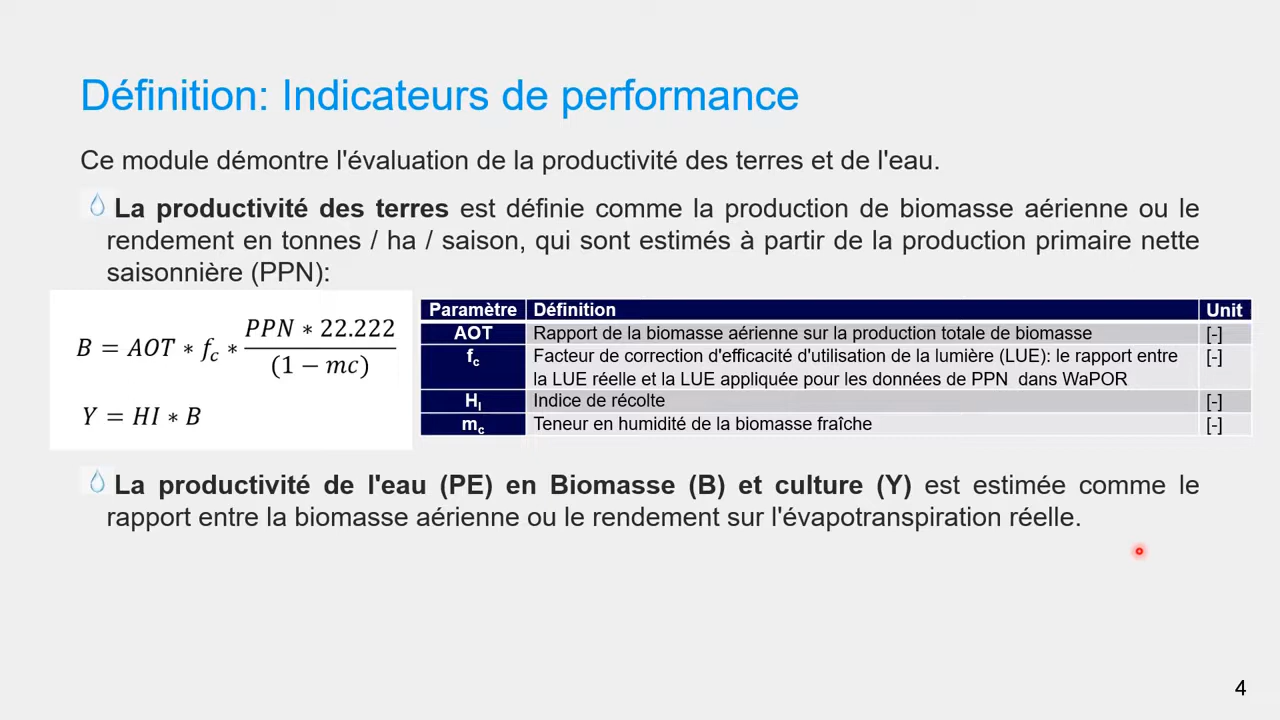 Définition: Indicateurs de performance
Ce module démontre l'évaluation de la productivité des terres et de l'eau.
La productivité des terres est définie comme la production de biomasse aérienne ou le
rendement en tonnes / ha / saison, qui sont estimés à partir de la production primaire nette
saisonnière (PPN):
B = AOT * f_c * (PPN * 22.222) / (1 − mc)
Y = HI * B
Paramètre Définition Unit
AOT Rapport de la biomasse aérienne sur la production totale de biomasse [-]
f_c Facteur de correction d'efficacité d'utilisation de la lumière (LUE): le rapport entre [-]
la LUE réelle et la LUE appliquée pour les données de PPN dans WaPOR
H_I Indice de récolte [-]
m_c Teneur en humidité de la biomasse fraîche [-]
La productivité de l'eau (PE) en Biomasse (B) et culture (Y) est estimée comme le
rapport entre la biomasse aérienne ou le rendement sur l'évapotranspiration réelle.
4